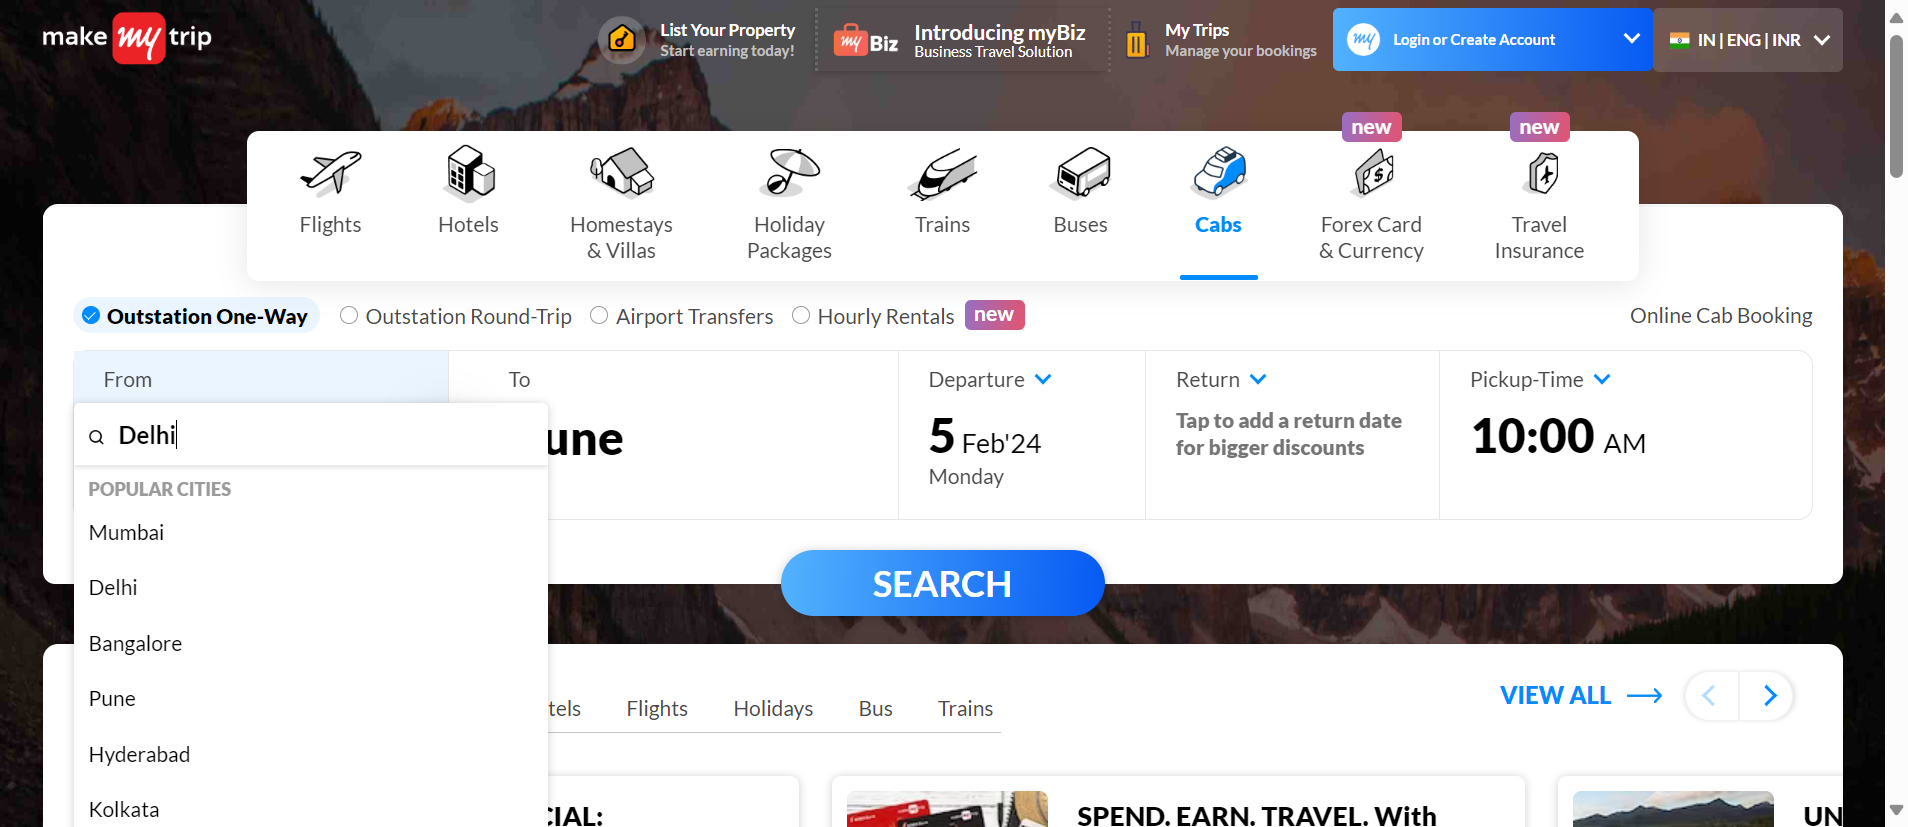 make my trip
List Your Property
Start earning today!
my Biz
Introducing myBiz
Business Travel Solution
My Trips
Manage your bookings
my
Login or Create Account
IN | ENG | INR
new
new
Flights
Hotels
Homestays
& Villas
Holiday
Packages
Trains
Buses
Cabs
Forex Card
& Currency
Travel
Insurance
Outstation One-Way
Outstation Round-Trip
Airport Transfers
Hourly Rentals
new
Online Cab Booking
From
To
Departure
Return
Pickup-Time
Delhi
une
5 Feb'24
Monday
Tap to add a return date
for bigger discounts
10:00 AM
POPULAR CITIES
Mumbai
Delhi
Bangalore
Pune
Hyderabad
Kolkata
SEARCH
tels
Flights
Holidays
Bus
Trains
VIEW ALL
CIAL:
SPEND. EARN. TRAVEL. With
UN